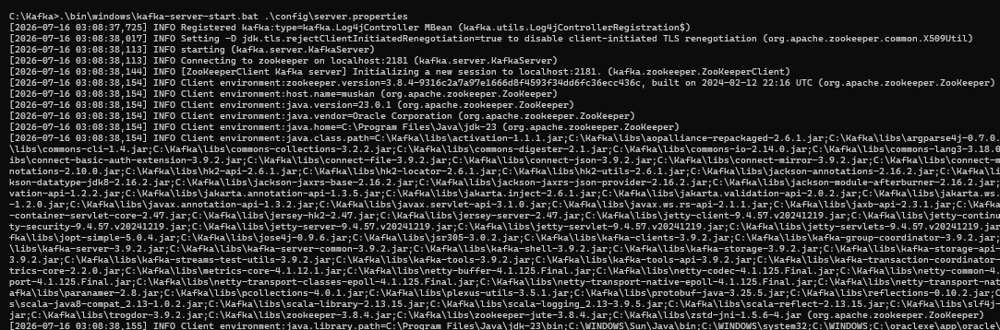 C:\Kafka>.\bin\windows\kafka-server-start.bat .\config\server.properties
[2026-07-16 03:08:37,725] INFO Registered kafka:type=kafka.Log4jController MBean (kafka.utils.Log4jControllerRegistration$)
[2026-07-16 03:08:38,017] INFO Setting -D jdk.tls.rejectClientInitiatedRenegotiation=true to disable client-initiated TLS renegotiation (org.apache.zookeeper.common.X509Util)
[2026-07-16 03:08:38,113] INFO starting (kafka.server.KafkaServer)
[2026-07-16 03:08:38,113] INFO Connecting to zookeeper on localhost:2181 (kafka.server.KafkaServer)
[2026-07-16 03:08:38,144] INFO [ZooKeeperClient Kafka server] Initializing a new session to localhost:2181. (kafka.zookeeper.ZooKeeperClient)
[2026-07-16 03:08:38,154] INFO Client environment:zookeeper.version=3.8.4-9316c2a7a97e1666d8f4593f34dd6fc36ecc436c, built on 2024-02-12 22:16 UTC (org.apache.zookeeper.ZooKeeper)
[2026-07-16 03:08:38,154] INFO Client environment:host.name=muskan (org.apache.zookeeper.ZooKeeper)
[2026-07-16 03:08:38,154] INFO Client environment:java.version=23.0.1 (org.apache.zookeeper.ZooKeeper)
[2026-07-16 03:08:38,154] INFO Client environment:java.vendor=Oracle Corporation (org.apache.zookeeper.ZooKeeper)
[2026-07-16 03:08:38,154] INFO Client environment:java.home=C:\Program Files\Java\jdk-23 (org.apache.zookeeper.ZooKeeper)
[2026-07-16 03:08:38,154] INFO Client environment:java.class.path=C:\Kafka\libs\activation-1.1.1.jar;C:\Kafka\libs\aopalliance-repackaged-2.6.1.jar;C:\Kafka\libs\argparse4j-0.7.0.
\libs\commons-cli-1.4.jar;C:\Kafka\libs\commons-collections-3.2.2.jar;C:\Kafka\libs\commons-digester-2.1.jar;C:\Kafka\libs\commons-io-2.14.0.jar;C:\Kafka\libs\commons-lang3-3.18.0
ibs\connect-basic-auth-extension-3.9.2.jar;C:\Kafka\libs\connect-file-3.9.2.jar;C:\Kafka\libs\connect-json-3.9.2.jar;C:\Kafka\libs\connect-mirror-3.9.2.jar;C:\Kafka\libs\connect-m
notations-2.10.0.jar;C:\Kafka\libs\hk2-api-2.6.1.jar;C:\Kafka\libs\hk2-locator-2.6.1.jar;C:\Kafka\libs\hk2-utils-2.6.1.jar;C:\Kafka\libs\jackson-annotations-2.16.2.jar;C:\Kafka\li
kson-datatype-jdk8-2.16.2.jar;C:\Kafka\libs\jackson-jaxrs-base-2.16.2.jar;C:\Kafka\libs\jackson-jaxrs-json-provider-2.16.2.jar;C:\Kafka\libs\jackson-module-afterburner-2.16.2.jar;
vation-api-1.2.2.jar;C:\Kafka\libs\jakarta.annotation-api-1.3.5.jar;C:\Kafka\libs\jakarta.inject-2.6.1.jar;C:\Kafka\libs\jakarta.validation-api-2.0.2.jar;C:\Kafka\libs\jakarta.ws.
-1.2.0.jar;C:\Kafka\libs\javax.annotation-api-1.3.2.jar;C:\Kafka\libs\javax.servlet-api-3.1.0.jar;C:\Kafka\libs\javax.ws.rs-api-2.1.1.jar;C:\Kafka\libs\jaxb-api-2.3.1.jar;C:\Kafka
-container-servlet-core-2.47.jar;C:\Kafka\libs\jersey-hk2-2.47.jar;C:\Kafka\libs\jersey-server-2.47.jar;C:\Kafka\libs\jetty-client-9.4.57.v20241219.jar;C:\Kafka\libs\jetty-continu
ty-security-9.4.57.v20241219.jar;C:\Kafka\libs\jetty-server-9.4.57.v20241219.jar;C:\Kafka\libs\jetty-servlet-9.4.57.v20241219.jar;C:\Kafka\libs\jetty-servlets-9.4.57.v20241219.jar
fka\libs\jopt-simple-5.0.4.jar;C:\Kafka\libs\jose4j-0.9.6.jar;C:\Kafka\libs\jsr305-3.0.2.jar;C:\Kafka\libs\kafka-clients-3.9.2.jar;C:\Kafka\libs\kafka-group-coordinator-3.9.2.jar;
\libs\kafka-server-3.9.2.jar;C:\Kafka\libs\kafka-server-common-3.9.2.jar;C:\Kafka\libs\kafka-shell-3.9.2.jar;C:\Kafka\libs\kafka-storage-3.9.2.jar;C:\Kafka\libs\kafka-storage-api-
3.9.2.jar;C:\Kafka\libs\kafka-streams-test-utils-3.9.2.jar;C:\Kafka\libs\kafka-tools-3.9.2.jar;C:\Kafka\libs\kafka-tools-api-3.9.2.jar;C:\Kafka\libs\kafka-transaction-coordinator-
trics-core-2.2.0.jar;C:\Kafka\libs\metrics-core-4.1.12.1.jar;C:\Kafka\libs\netty-buffer-4.1.125.Final.jar;C:\Kafka\libs\netty-codec-4.1.125.Final.jar;C:\Kafka\libs\netty-common-4.
port-4.1.125.Final.jar;C:\Kafka\libs\netty-transport-classes-epoll-4.1.125.Final.jar;C:\Kafka\libs\netty-transport-native-epoll-4.1.125.Final.jar;C:\Kafka\libs\netty-transport-nat
afka\libs\paranamer-2.8.jar;C:\Kafka\libs\pcollections-4.0.1.jar;C:\Kafka\libs\plexus-utils-3.5.1.jar;C:\Kafka\libs\protobuf-java-3.25.5.jar;C:\Kafka\libs\reflections-0.10.2.jar;C
s\scala-java8-compat_2.13-1.0.2.jar;C:\Kafka\libs\scala-library-2.13.15.jar;C:\Kafka\libs\scala-logging_2.13-3.9.5.jar;C:\Kafka\libs\scala-reflect-2.13.15.jar;C:\Kafka\libs\slf4j-
jar;C:\Kafka\libs\trogdor-3.9.2.jar;C:\Kafka\libs\zookeeper-3.8.4.jar;C:\Kafka\libs\zookeeper-jute-3.8.4.jar;C:\Kafka\libs\zstd-jni-1.5.6-4.jar (org.apache.zookeeper.ZooKeeper)
[2026-07-16 03:08:38,155] INFO Client environment:java.library.path=C:\Program Files\Java\jdk-23\bin;C:\WINDOWS\Sun\Java\bin;C:\WINDOWS\system32;C:\WINDOWS;C:\oraclexe\app\oracle\